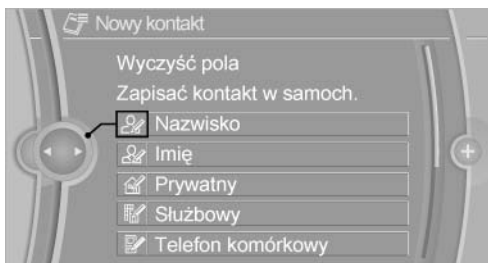 Nowy kontakt
Wyczyść pola
Zapisać kontakt w samoch.
Nazwisko
Imię
Prywatny
Służbowy
Telefon komórkowy